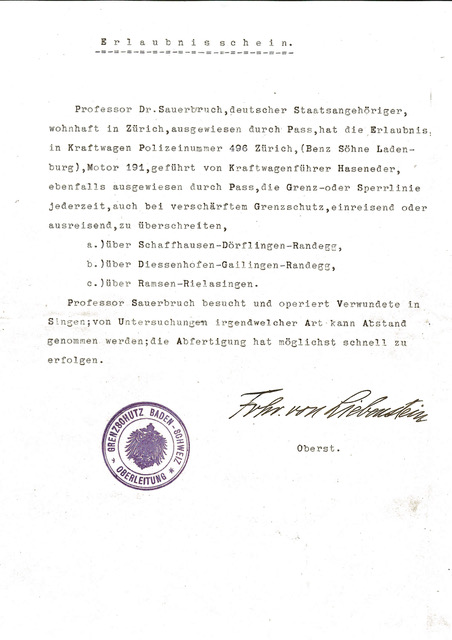 Erlaubnisschein.
Professor Dr.Sauerbruch,deutscher Staatsangehöriger,
wohnhaft in Zürich,ausgewiesen durch Pass,hat die Erlaubnis,
in Kraftwagen Polizeinummer 496 Zürich,(Benz Söhne Laden-
burg),Motor 191,geführt von Kraftwagenführer Haseneder,
ebenfalls ausgewiesen durch Pass,die Grenz-oder Sperrlinie
jederzeit,auch bei verschärftem Grenzschutz,einreisend oder
ausreisend,zu überschreiten,
a.)über Schaffhausen-Dörflingen-Randegg,
b.)über Diessenhofen-Gailingen-Randegg,
c.)über Ramsen-Rielasingen.
Professor Sauerbruch besucht und operiert Verwundete in
Singen;von Untersuchungen irgendwelcher Art kann Abstand
genommen werden;die Abfertigung hat möglichst schnell zu
erfolgen.
Frhr. von Liebenstein
Oberst.
GRENZSCHUTZ BADEN-SCHWEIZ
* OBERLEITUNG *